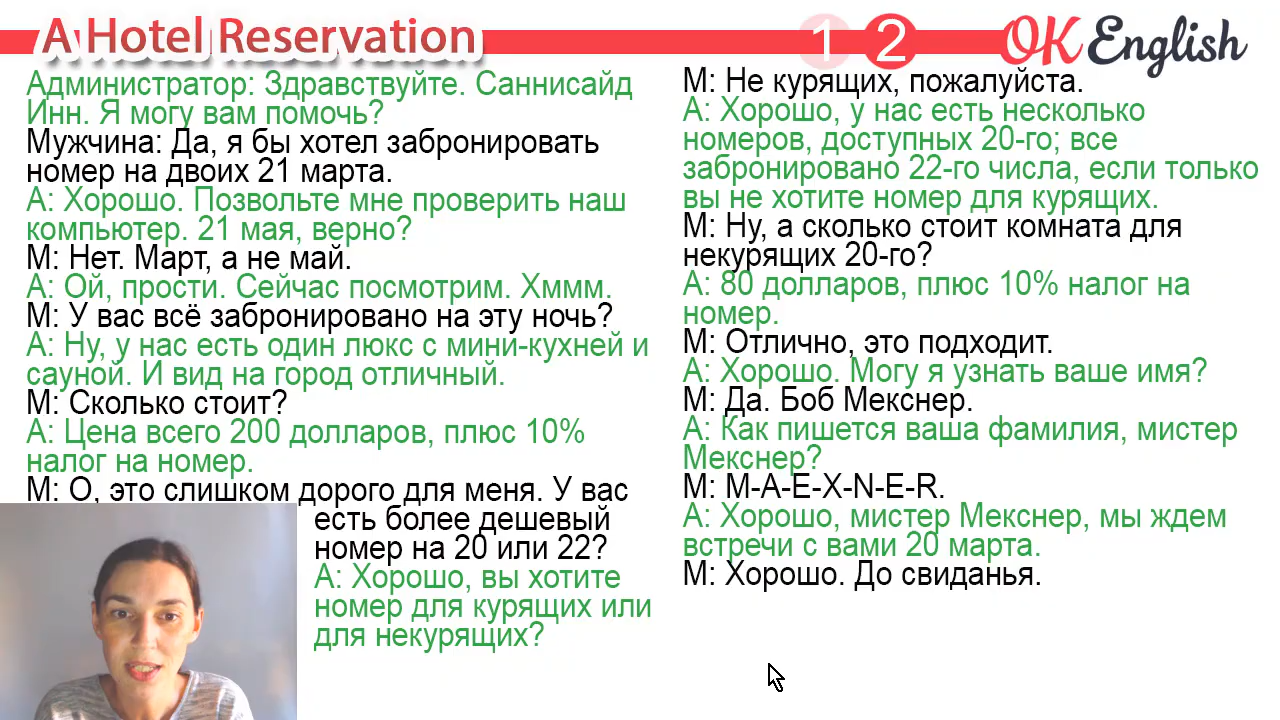 A Hotel Reservation
1 2
OK English
Администратор: Здравствуйте. Саннисайд
Инн. Я могу вам помочь?
Мужчина: Да, я бы хотел забронировать
номер на двоих 21 марта.
А: Хорошо. Позвольте мне проверить наш
компьютер. 21 мая, верно?
М: Нет. Март, а не май.
А: Ой, прости. Сейчас посмотрим. Хммм.
М: У вас всё забронировано на эту ночь?
А: Ну, у нас есть один люкс с мини-кухней и
сауной. И вид на город отличный.
М: Сколько стоит?
А: Цена всего 200 долларов, плюс 10%
налог на номер.
М: О, это слишком дорого для меня. У вас
есть более дешевый
номер на 20 или 22?
А: Хорошо, вы хотите
номер для курящих или
для некурящих?
М: Не курящих, пожалуйста.
А: Хорошо, у нас есть несколько
номеров, доступных 20-го; все
забронировано 22-го числа, если только
вы не хотите номер для курящих.
М: Ну, а сколько стоит комната для
некурящих 20-го?
А: 80 долларов, плюс 10% налог на
номер.
М: Отлично, это подходит.
А: Хорошо. Могу я узнать ваше имя?
М: Да. Боб Мекснер.
А: Как пишется ваша фамилия, мистер
Мекснер?
М: M-A-E-X-N-E-R.
А: Хорошо, мистер Мекснер, мы ждем
встречи с вами 20 марта.
М: Хорошо. До свиданья.